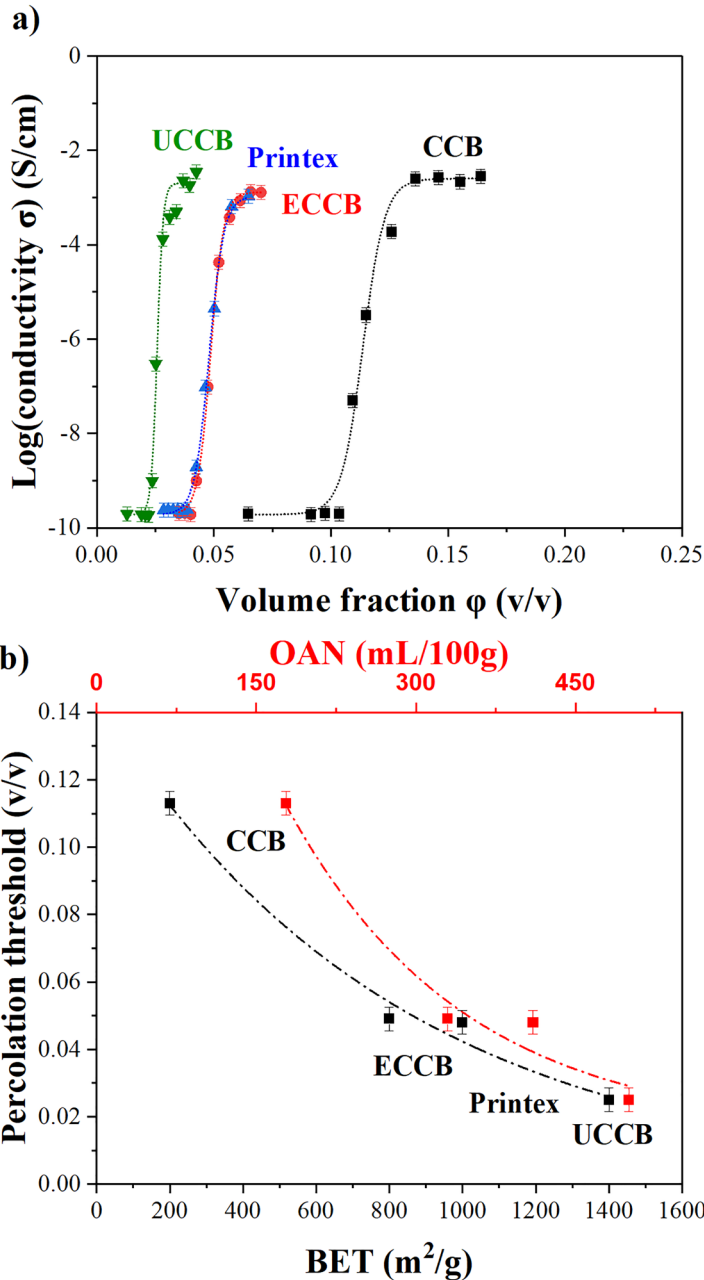 a)
0
-2
-4
-6
-8
-10
Log(conductivity σ) (S/cm)
UCCB
Printex
ECCB
CCB
0.00 0.05 0.10 0.15 0.20 0.25
Volume fraction φ (v/v)
b)
OAN (mL/100g)
0 150 300 450
0.14
0.12
0.10
0.08
0.06
0.04
0.02
0.00
Percolation threshold (v/v)
CCB
ECCB
Printex
UCCB
0 200 400 600 800 1000 1200 1400 1600
BET (m²/g)